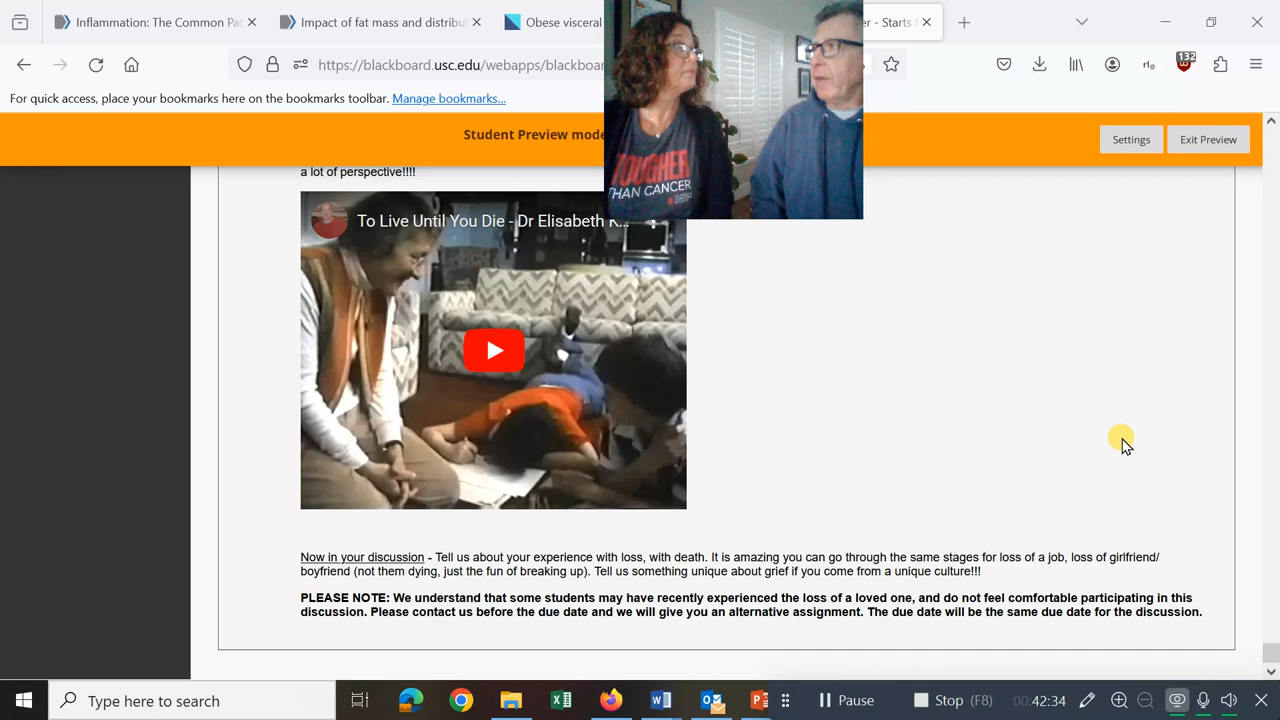 Inflammation: The Common Pa
Impact of fat mass and distribut
Obese visceral
er - Starts
https://blackboard.usc.edu/webapps/blackboa
132
For quick access, place your bookmarks here on the bookmarks toolbar. Manage bookmarks...
Student Preview mode
Settings
Exit Preview
TOUGHER
THAN CANCER
a lot of perspective!!!!
To Live Until You Die - Dr Elisabeth K...
Now in your discussion - Tell us about your experience with loss, with death. It is amazing you can go through the same stages for loss of a job, loss of girlfriend/
boyfriend (not them dying, just the fun of breaking up). Tell us something unique about grief if you come from a unique culture!!!
PLEASE NOTE: We understand that some students may have recently experienced the loss of a loved one, and do not feel comfortable participating in this
discussion. Please contact us before the due date and we will give you an alternative assignment. The due date will be the same due date for the discussion.
Type here to search
Pause
Stop (F8)
00:42:34